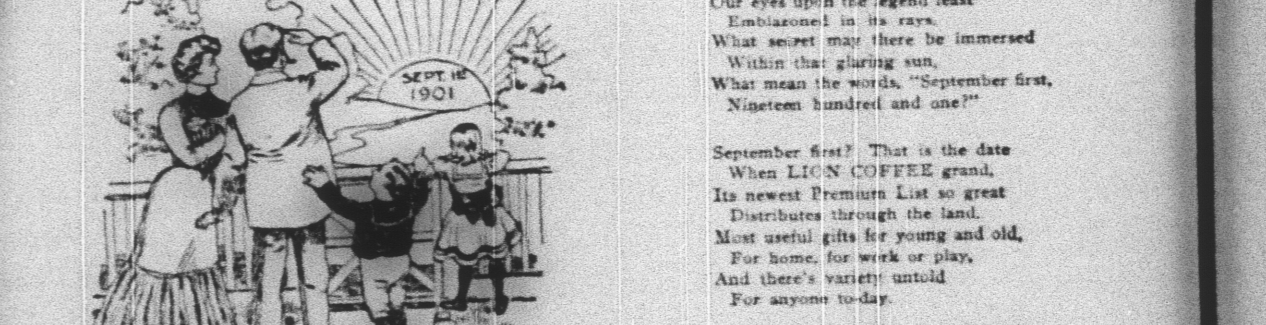 SEPT. 1st
1901
Our eyes upon the legend feast
Emblazoned in its rays.
What secret may there be immersed
Within that glaring sun,
What mean the words, "September first,
Nineteen hundred and one?"
September first? That is the date
When LION COFFEE grand,
Its newest Premium List so great
Distributes through the land.
Most useful gifts for young and old,
For home, for work or play,
And there's variety untold
For anyone to-day.